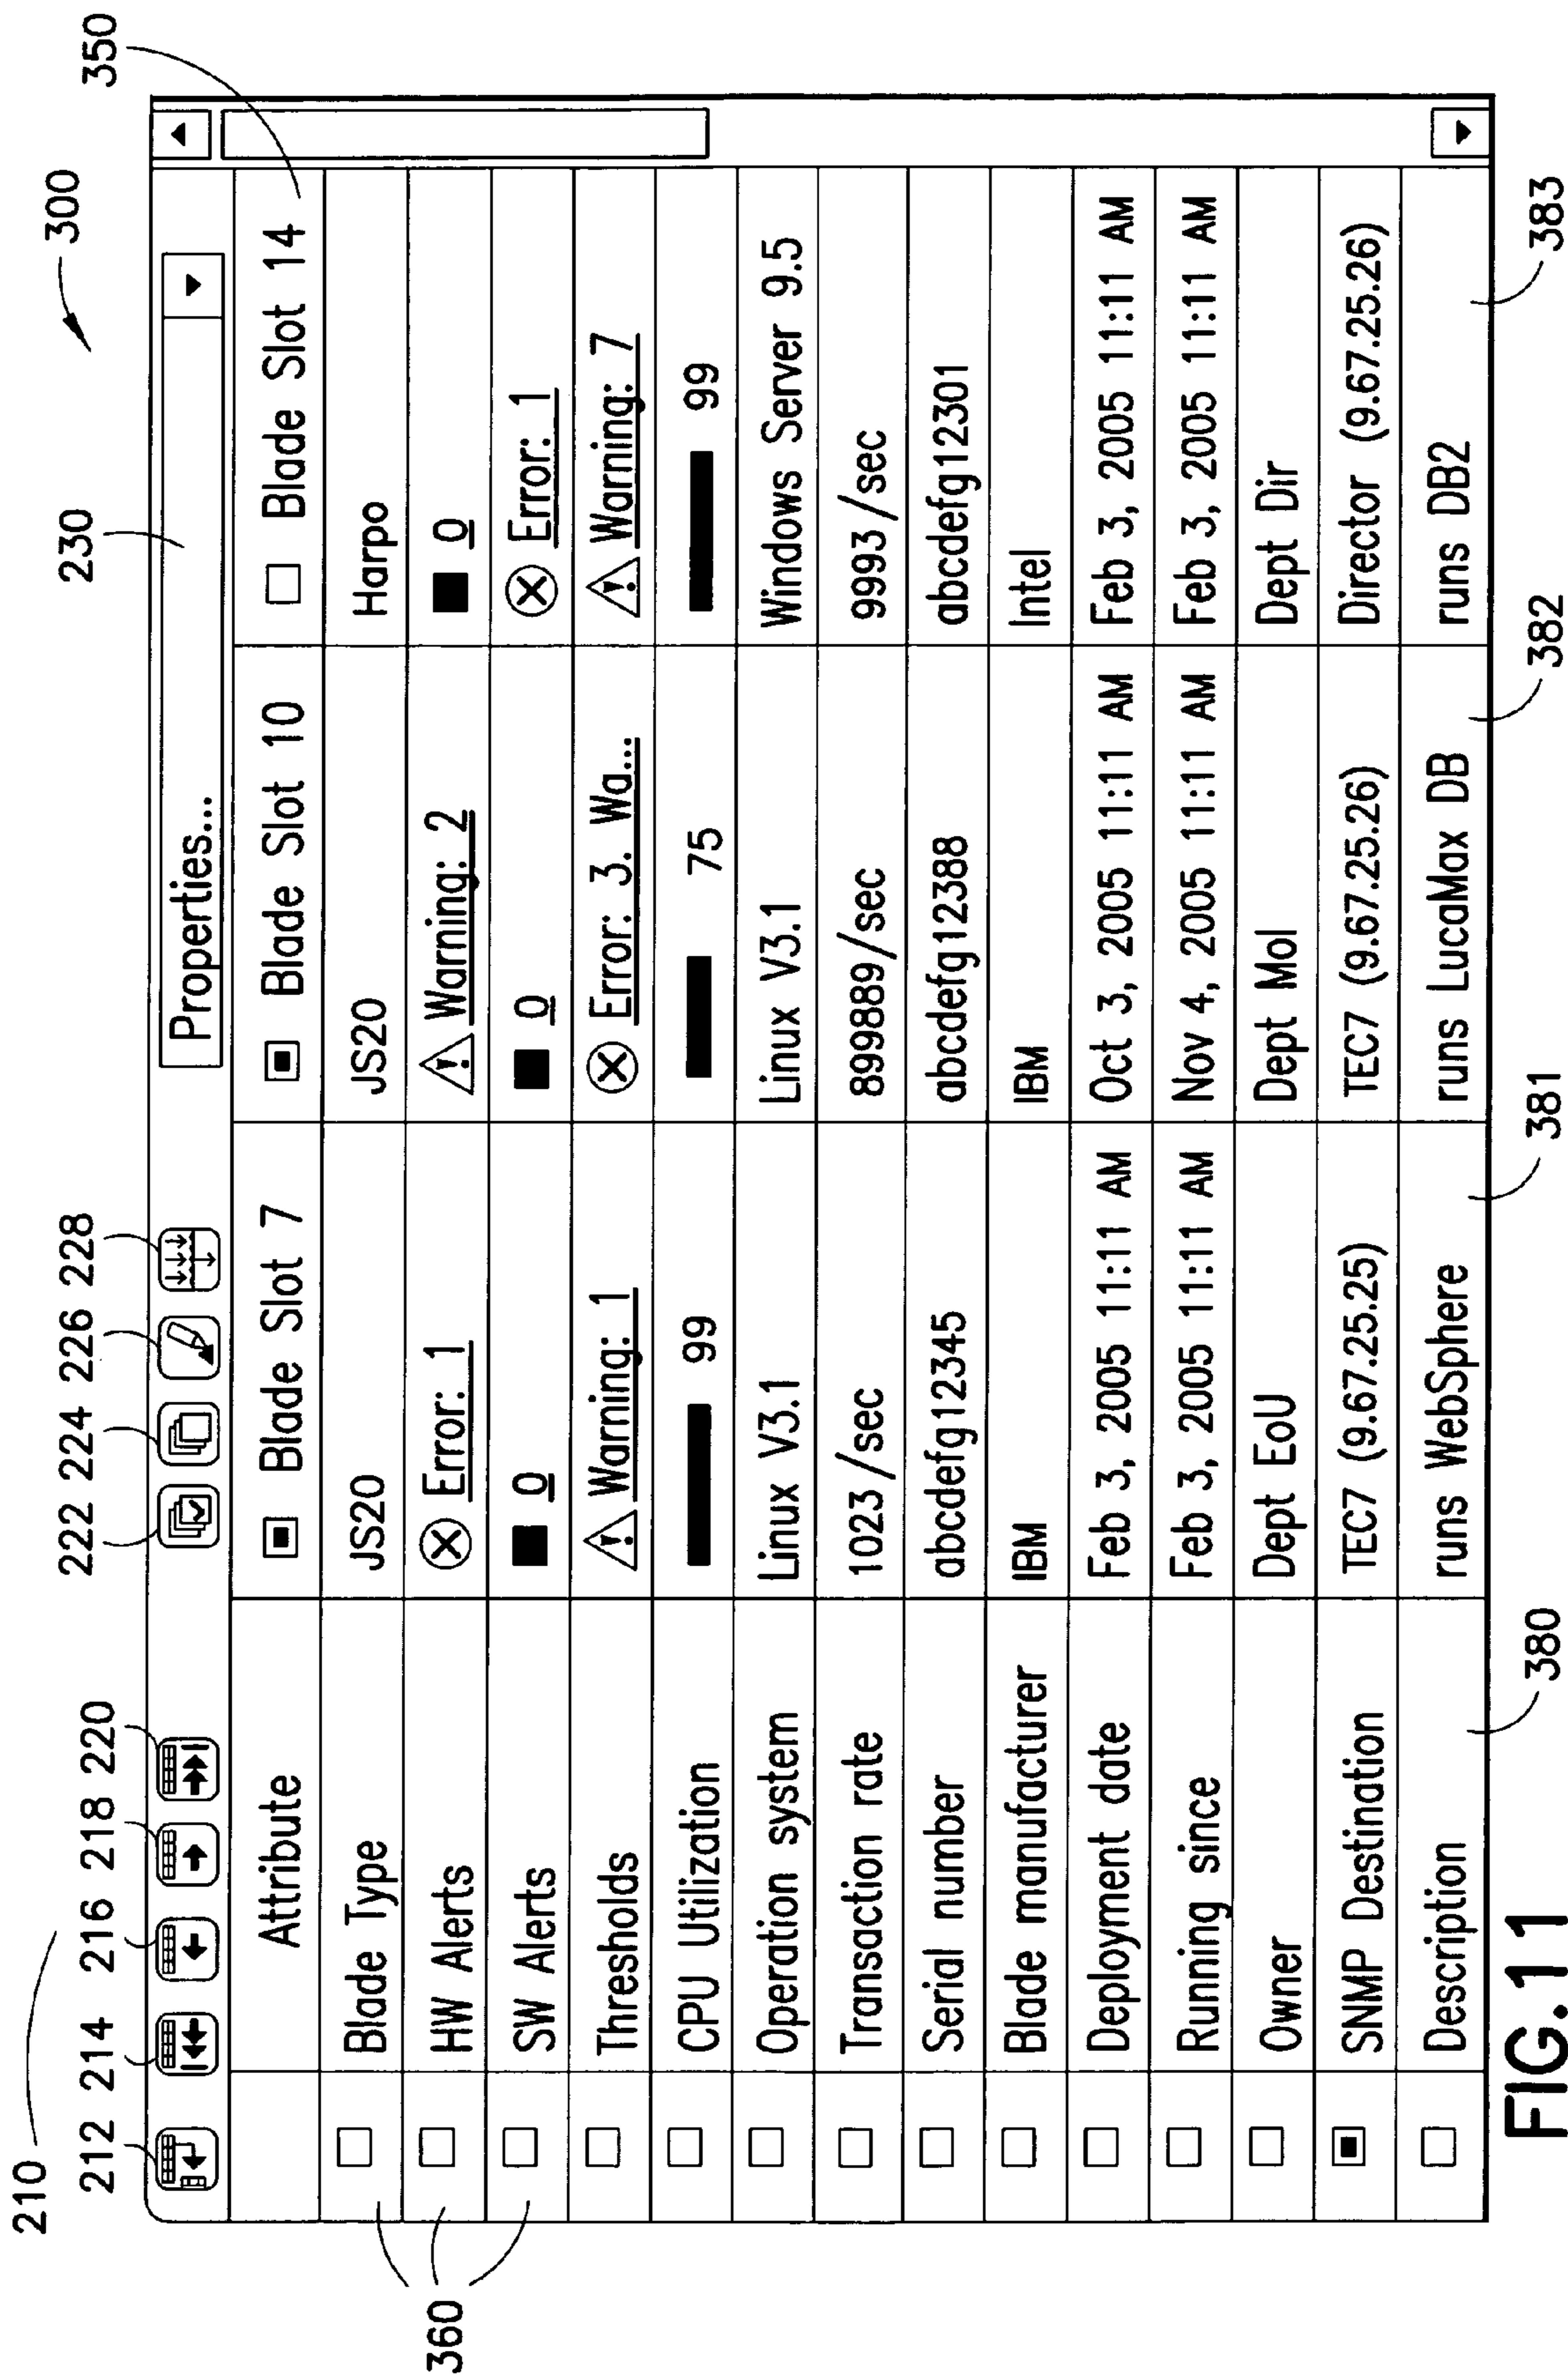 210
300
212 214 216 218 220 222 224 226 228 230
Properties...
350
Attribute Blade Slot 7 Blade Slot 10 Blade Slot 14
Blade Type JS20 JS20 Harpo
HW Alerts Error: 1 Warning: 2 0
SW Alerts 0 0 Error: 1
Thresholds Warning: 1 Error: 3. Wa... Warning: 7
CPU Utilization 99 75 99
Operation system Linux V3.1 Linux V3.1 Windows Server 9.5
Transaction rate 1023/sec 899889/sec 9993/sec
Serial number abcdefg12345 abcdefg12388 abcdefg12301
Blade manufacturer IBM IBM Intel
Deployment date Feb 3, 2005 11:11 AM Oct 3, 2005 11:11 AM Feb 3, 2005 11:11 AM
Running since Feb 3, 2005 11:11 AM Nov 4, 2005 11:11 AM Feb 3, 2005 11:11 AM
Owner Dept EoU Dept Mol Dept Dir
SNMP Destination TEC7 (9.67.25.25) TEC7 (9.67.25.26) Director (9.67.25.26)
Description runs WebSphere runs LucaMax DB runs DB2
360
380 381 382 383
FIG.11